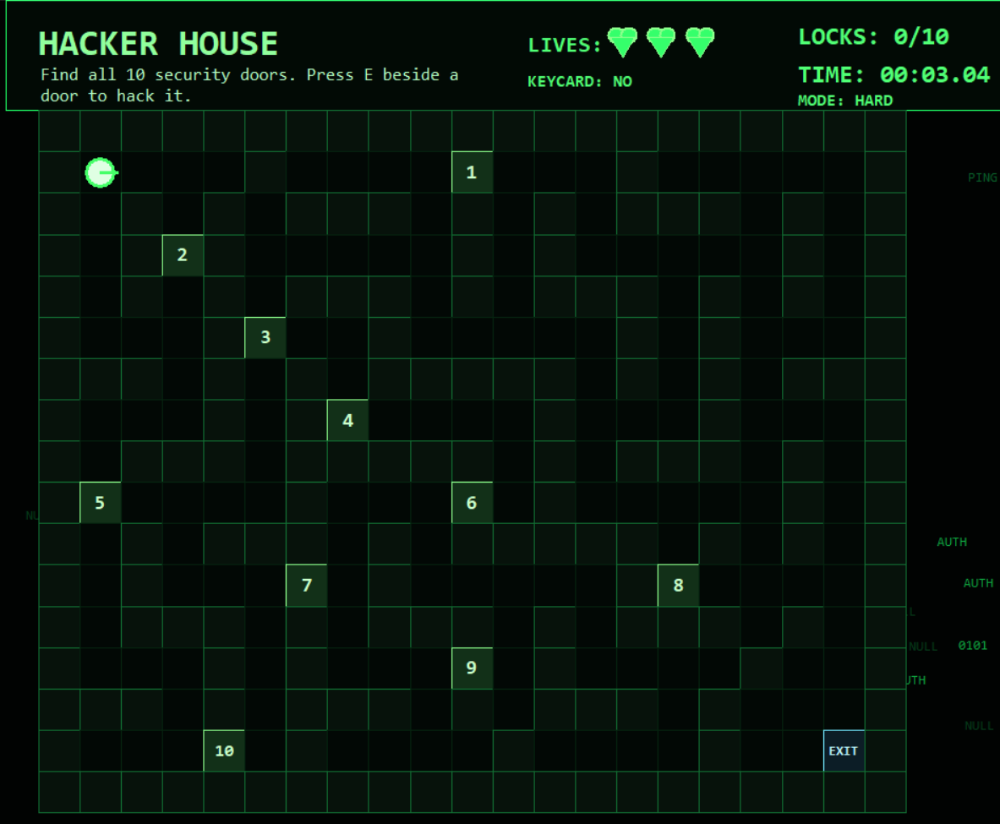 HACKER HOUSE
Find all 10 security doors. Press E beside a
door to hack it.
LIVES:
KEYCARD: NO
LOCKS: 0/10
TIME: 00:03.04
MODE: HARD
1
PING
2
3
4
5
6
AUTH
7
8
AUTH
NULL
0101
9
NULL
10
EXIT